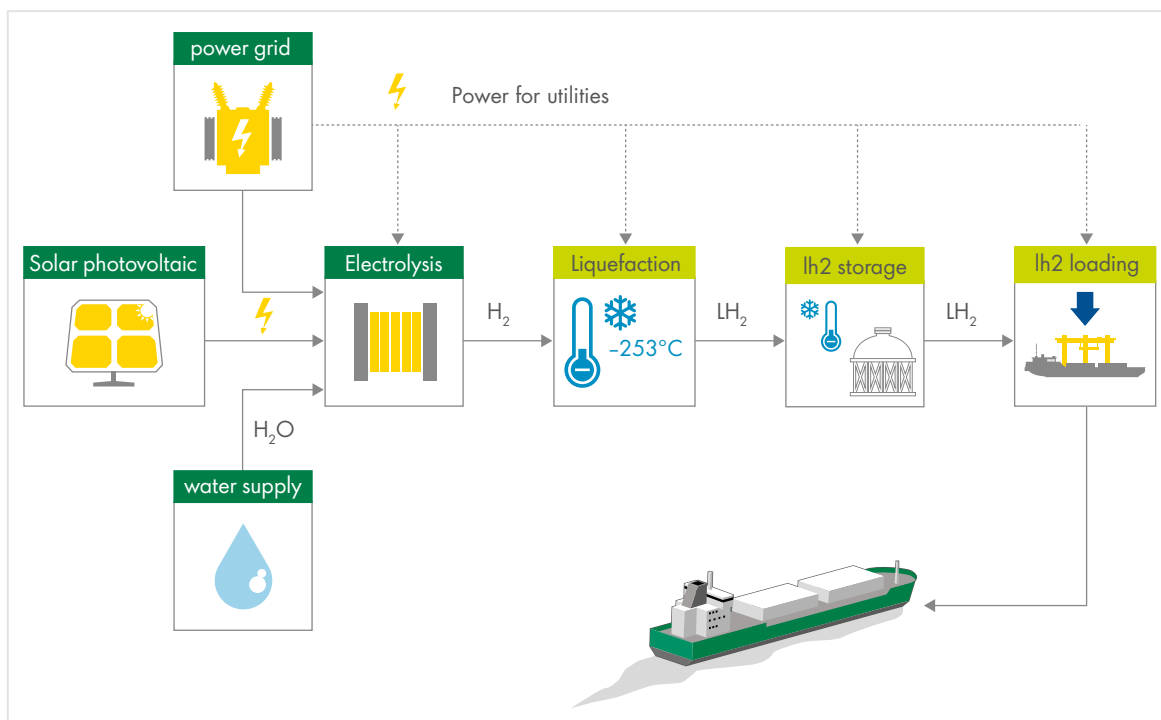 power grid
Power for utilities
Solar photovoltaic
Electrolysis
Liquefaction
lh2 storage
lh2 loading
H₂
LH₂
LH₂
–253°C
H₂O
water supply